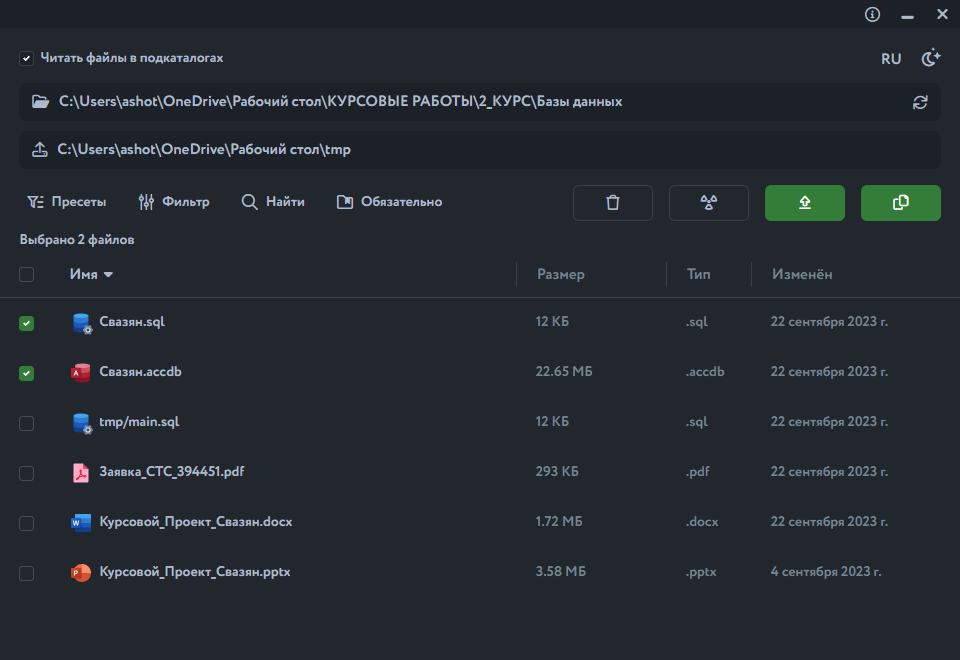 Читать файлы в подкаталогах
RU
C:\Users\ashot\OneDrive\Рабочий стол\КУРСОВЫЕ РАБОТЫ\2_КУРС\Базы данных
C:\Users\ashot\OneDrive\Рабочий стол\tmp
Пресеты Фильтр Найти Обязательно
Выбрано 2 файлов
Имя Размер Тип Изменён
Свазян.sql 12 КБ .sql 22 сентября 2023 г.
Свазян.accdb 22.65 МБ .accdb 22 сентября 2023 г.
tmp/main.sql 12 КБ .sql 22 сентября 2023 г.
Заявка_СТС_394451.pdf 293 КБ .pdf 22 сентября 2023 г.
Курсовой_Проект_Свазян.docx 1.72 МБ .docx 22 сентября 2023 г.
Курсовой_Проект_Свазян.pptx 3.58 МБ .pptx 4 сентября 2023 г.